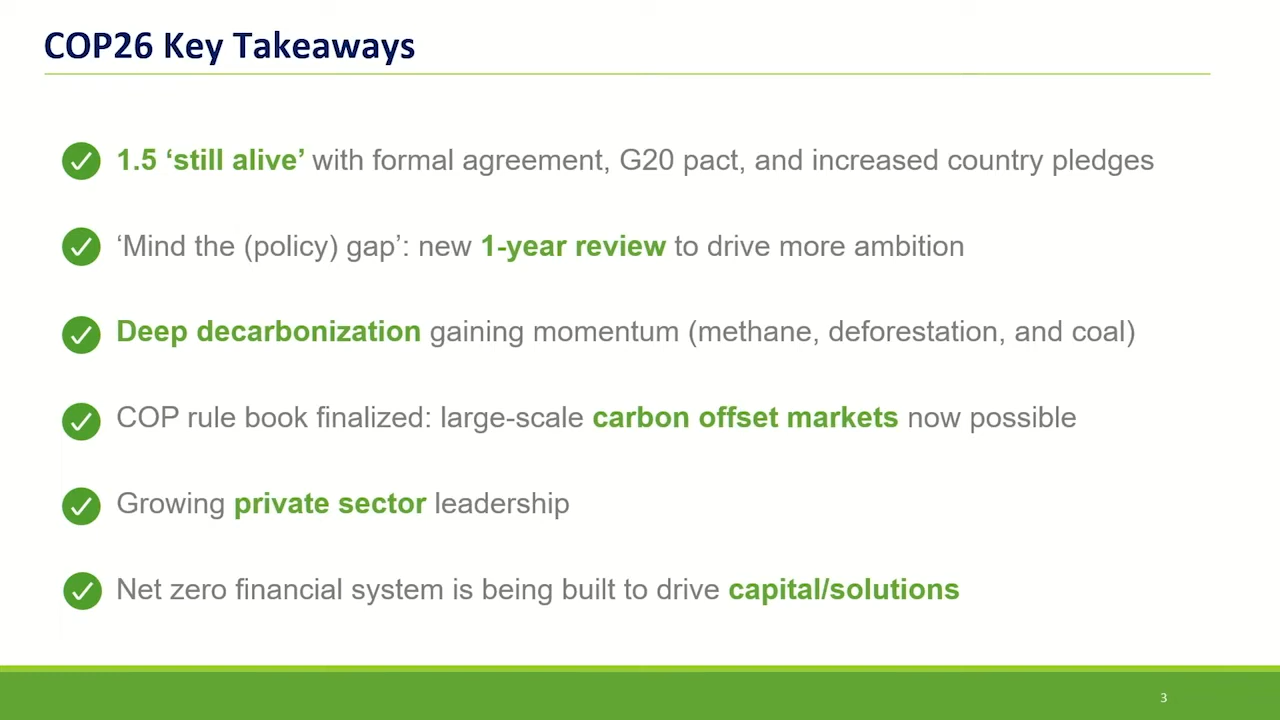 COP26 Key Takeaways
1.5 ‘still alive’ with formal agreement, G20 pact, and increased country pledges
‘Mind the (policy) gap’: new 1-year review to drive more ambition
Deep decarbonization gaining momentum (methane, deforestation, and coal)
COP rule book finalized: large-scale carbon offset markets now possible
Growing private sector leadership
Net zero financial system is being built to drive capital/solutions
3